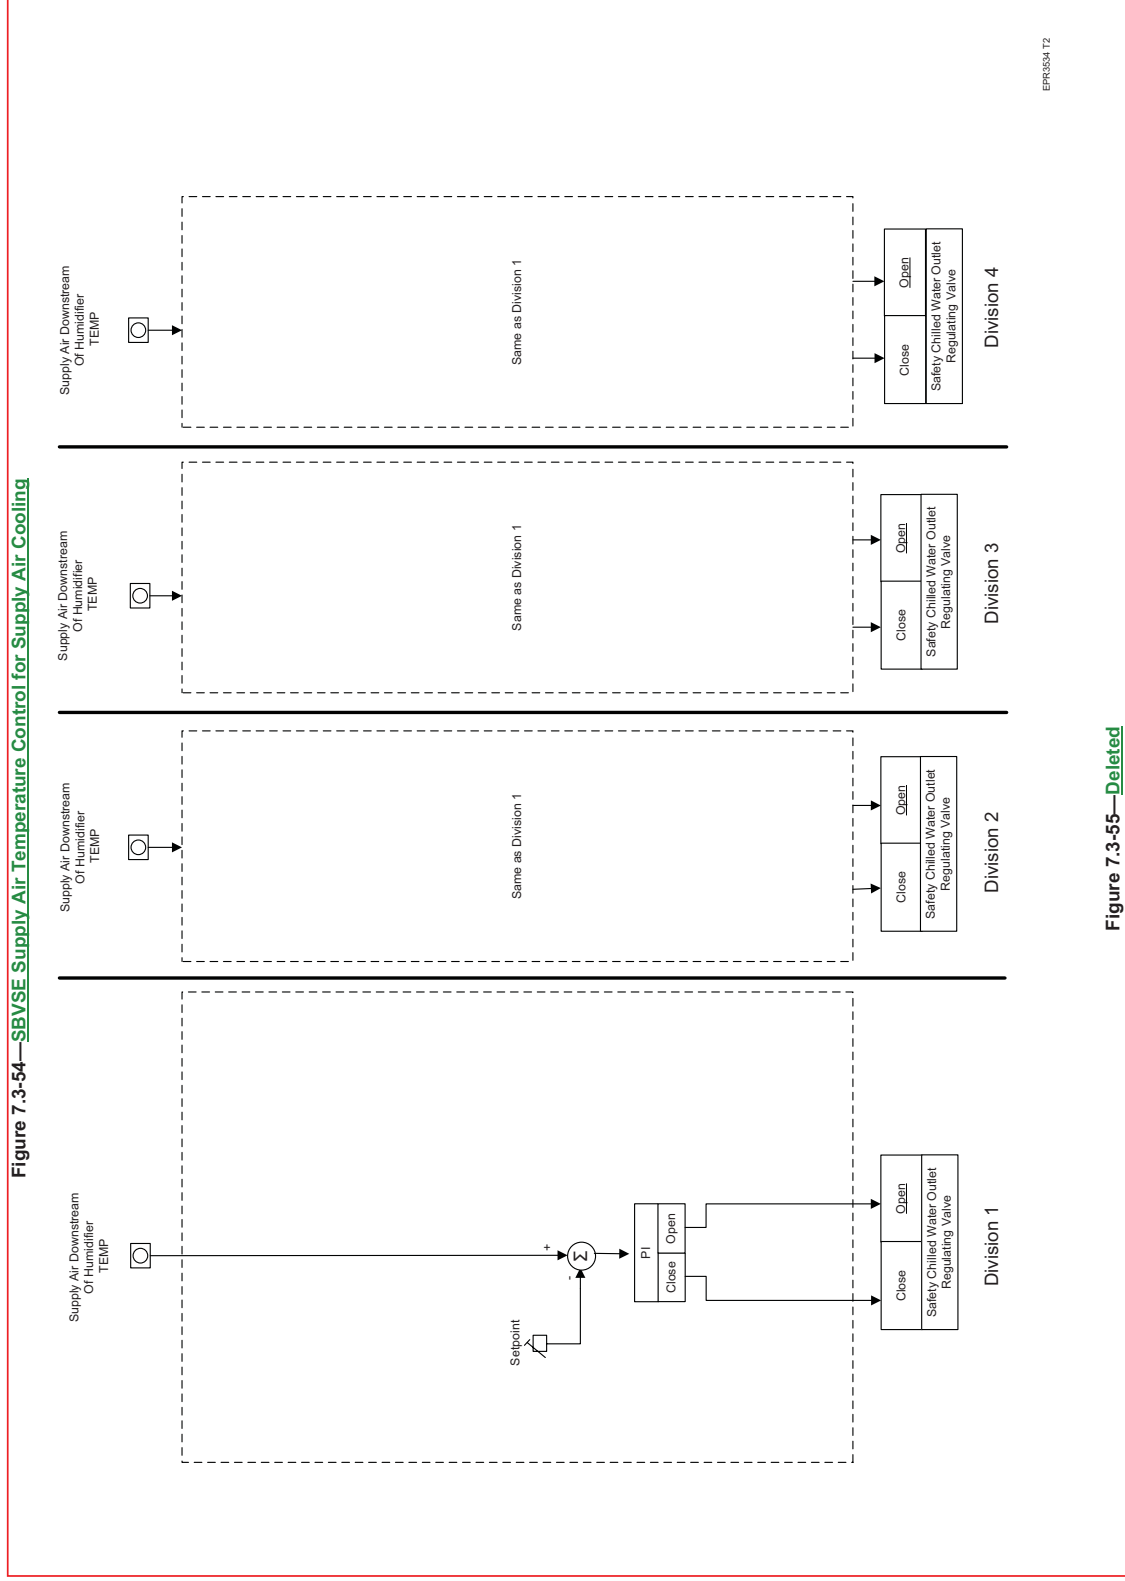 Figure 7.3-54—SBVSE Supply Air Temperature Control for Supply Air Cooling
Supply Air Downstream
Of Humidifier
TEMP
Setpoint
+
-
Σ
PI
Close
Open
Close
Open
Safety Chilled Water Outlet
Regulating Valve
Division 1
Supply Air Downstream
Of Humidifier
TEMP
Same as Division 1
Close
Open
Safety Chilled Water Outlet
Regulating Valve
Division 2
Supply Air Downstream
Of Humidifier
TEMP
Same as Division 1
Close
Open
Safety Chilled Water Outlet
Regulating Valve
Division 3
Supply Air Downstream
Of Humidifier
TEMP
Same as Division 1
Close
Open
Safety Chilled Water Outlet
Regulating Valve
Division 4
EPR3534 T2
Figure 7.3-55—Deleted